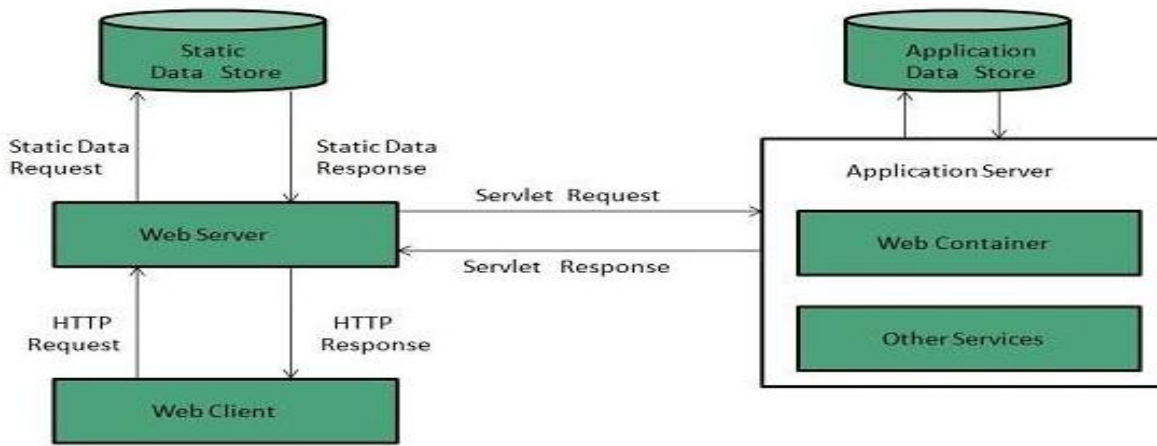 Static
Data Store
Application
Data Store
Static Data
Request
Static Data
Response
Application Server
Servlet Request
Web Server
Web Container
Servlet Response
HTTP
Request
HTTP
Response
Other Services
Web Client